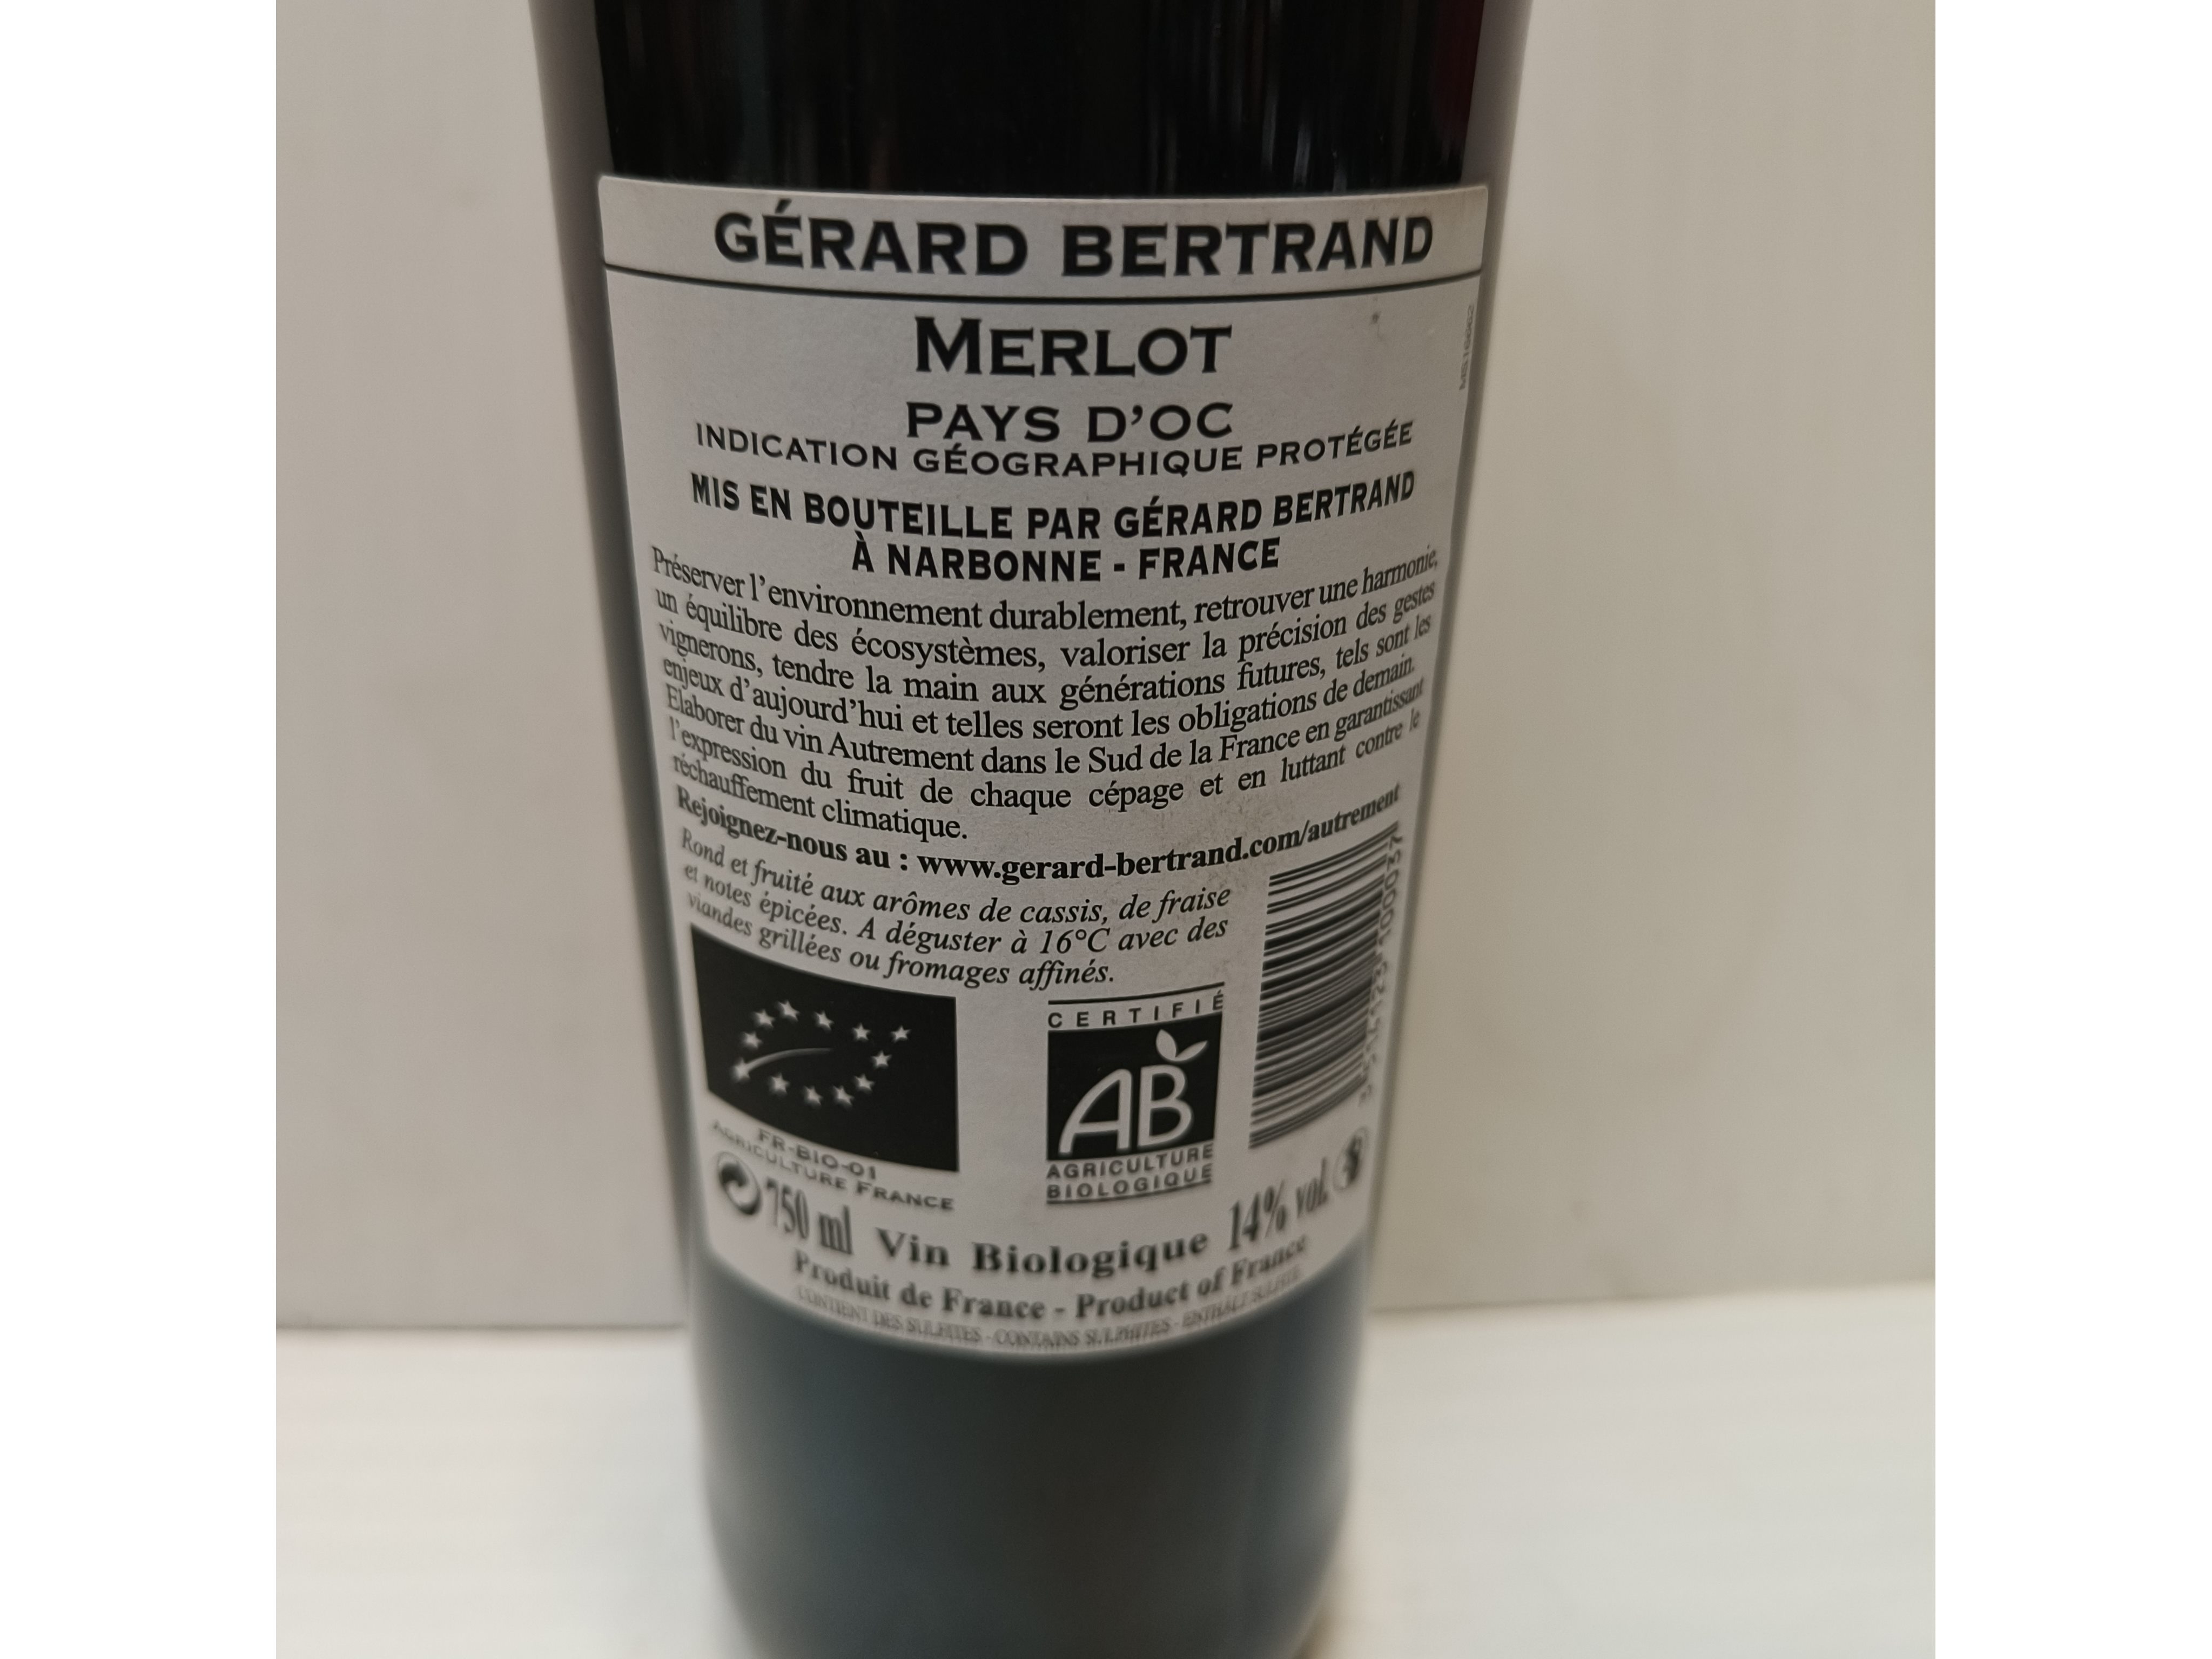 GÉRARD BERTRAND
MERLOT
PAYS D'OC
INDICATION GÉOGRAPHIQUE PROTÉGÉE
MIS EN BOUTEILLE PAR GÉRARD BERTRAND
À NARBONNE - FRANCE
Préserver l'environnement durablement, retrouver une harmonie,
un équilibre des écosystèmes, valoriser la précision des gestes
vignerons, tendre la main aux générations futures, tels sont les
enjeux d'aujourd'hui et telles seront les obligations de demain.
Elaborer du vin Autrement dans le Sud de la France en garantissant
l'expression du fruit de chaque cépage et en luttant contre le
réchauffement climatique.
Rejoignez-nous au : www.gerard-bertrand.com/autrement
Rond et fruité aux arômes de cassis, de fraise
et notes épicées. A déguster à 16°C avec des
viandes grillées ou fromages affinés.
CERTIFIÉ
AB
AGRICULTURE
BIOLOGIQUE
FR-BIO-01
AGRICULTURE FRANCE
750 ml Vin Biologique 14% vol.
Produit de France - Product of France
CONTIENT DES SULFITES - CONTAINS SULPHITES - ENTHÄLT SULFITE